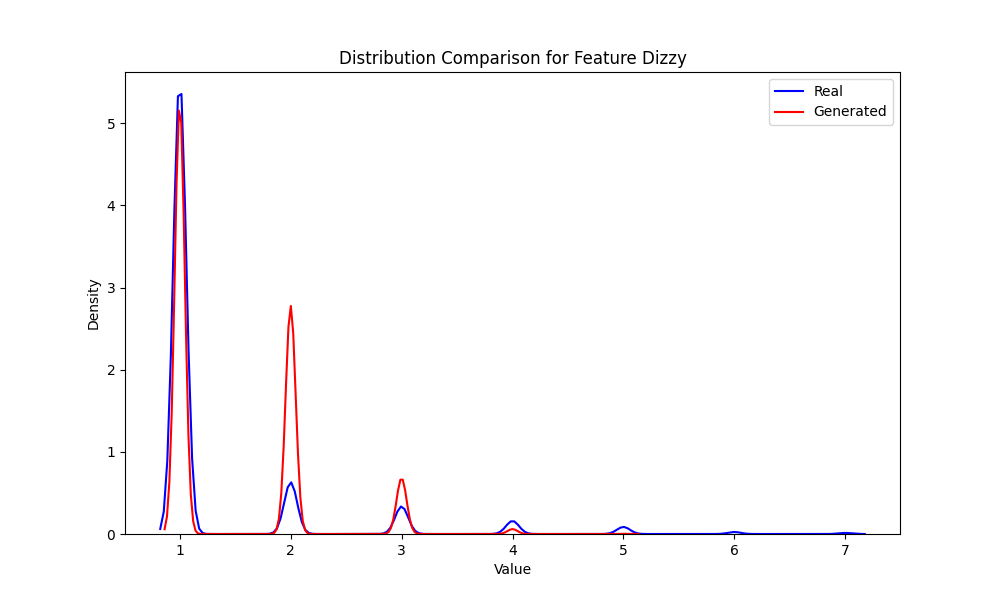 Distribution Comparison for Feature Dizzy
Real
Generated
Density
5
4
3
2
1
0
1 2 3 4 5 6 7
Value